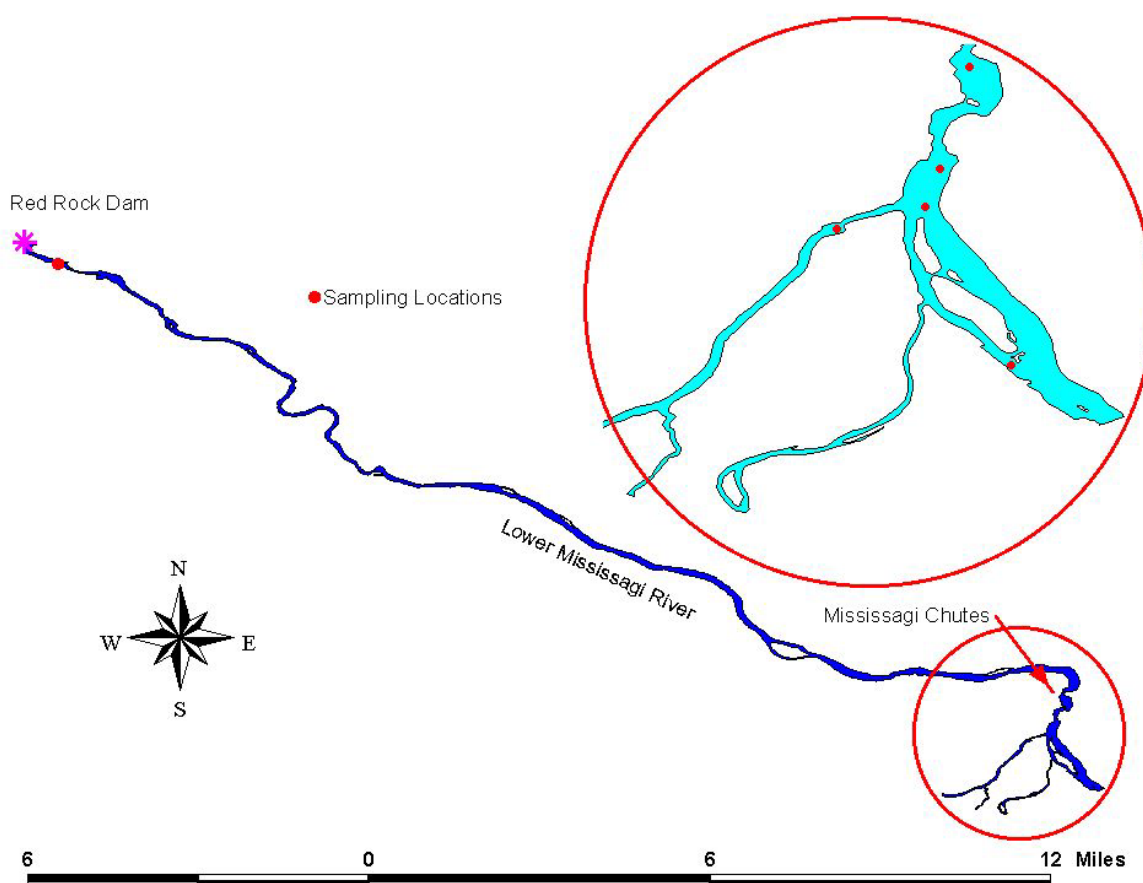 Red Rock Dam
Sampling Locations
Lower Mississagi River
Mississagi Chutes
N
W E
S
6 0 6 12 Miles